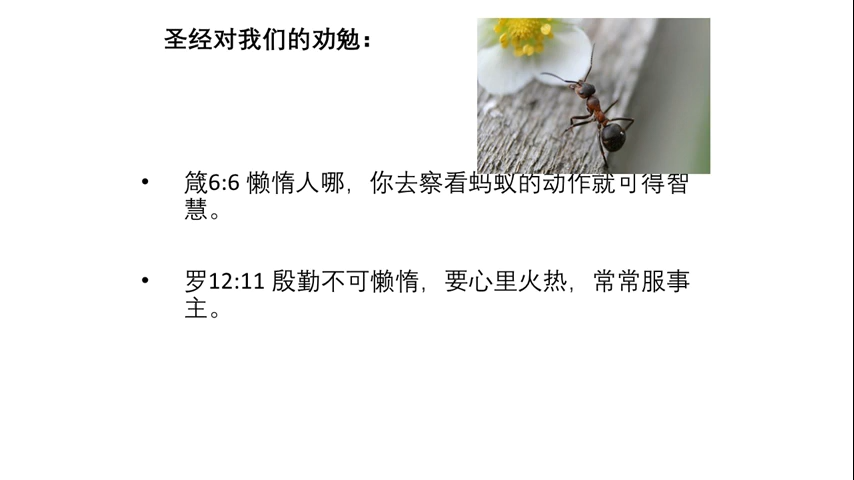 圣经对我们的劝勉：
• 箴6:6 懒惰人哪，你去察看蚂蚁的动作就可得智
慧。
• 罗12:11 殷勤不可懒惰，要心里火热，常常服事
主。